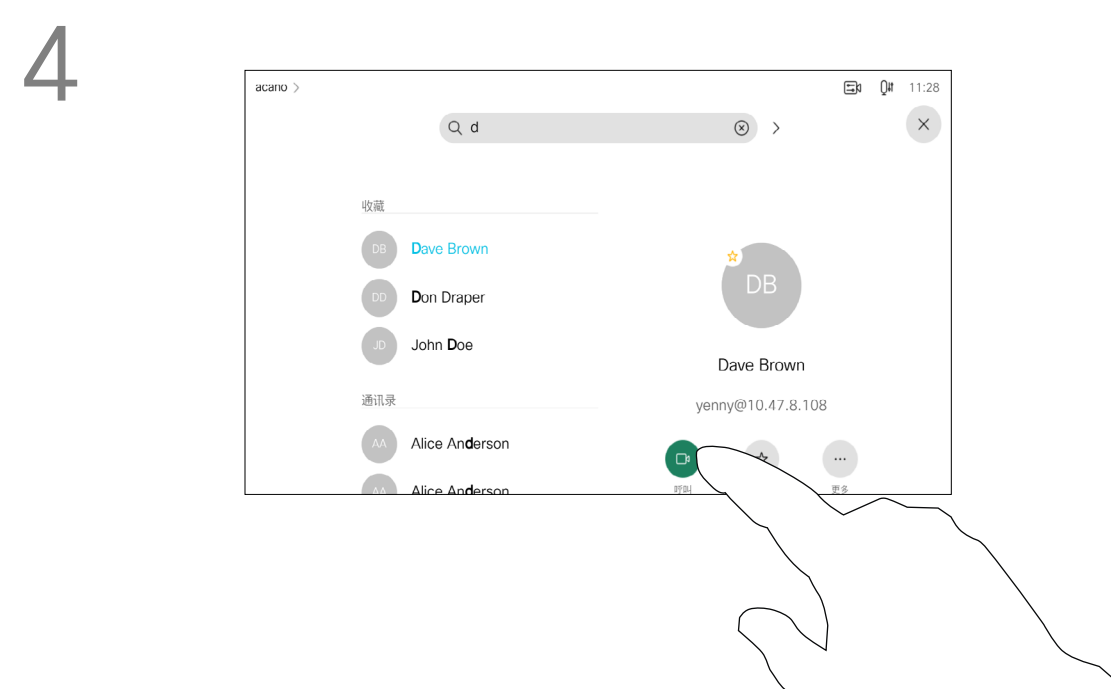 4
acano
11:28
d
收藏
DB
Dave Brown
DD
Don Draper
JD
John Doe
通讯录
AA
Alice Anderson
AA
Alice Anderson
DB
Dave Brown
yenny@10.47.8.108
呼叫
更多